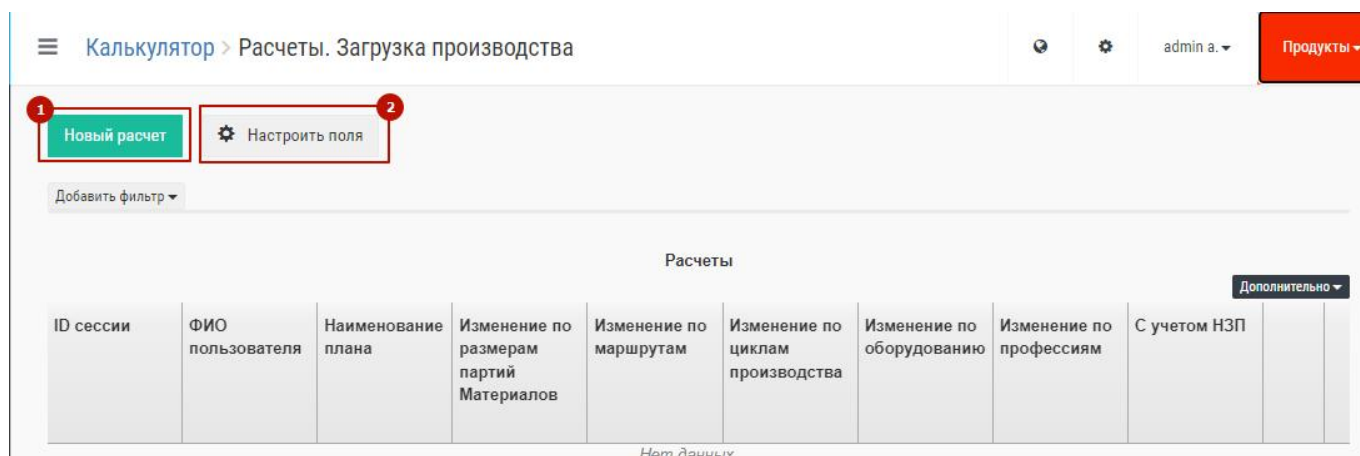 Калькулятор > Расчеты. Загрузка производства
admin a.
Продукты
1
2
Новый расчет
Настроить поля
Добавить фильтр
Расчеты
Дополнительно
ID сессии
ФИО
пользователя
Наименование
плана
Изменение по
размерам
партий
Материалов
Изменение по
маршрутам
Изменение по
циклам
производства
Изменение по
оборудованию
Изменение по
профессиям
С учетом НЗП
Нет данных